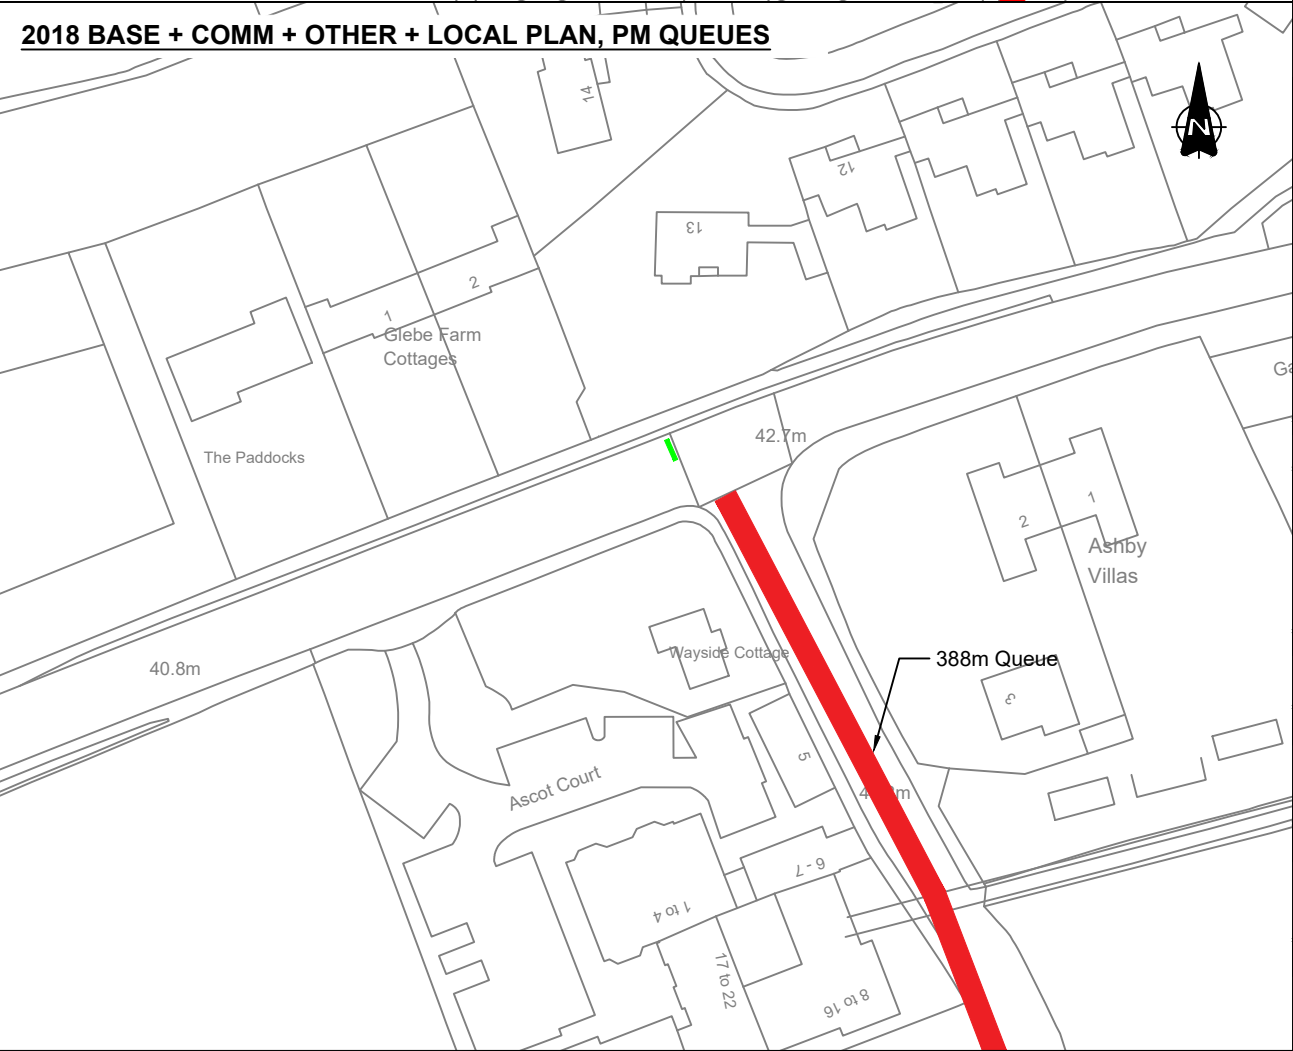 2018 BASE + COMM + OTHER + LOCAL PLAN, PM QUEUES
14
N
12
13
2
1
Glebe Farm
Cottages
The Paddocks
42.7m
1
2
Ashby
Villas
40.8m
Wayside Cottage
388m Queue
3
5
Ascot Court
6 - 7
1 to 4
17 to 22
8 to 16